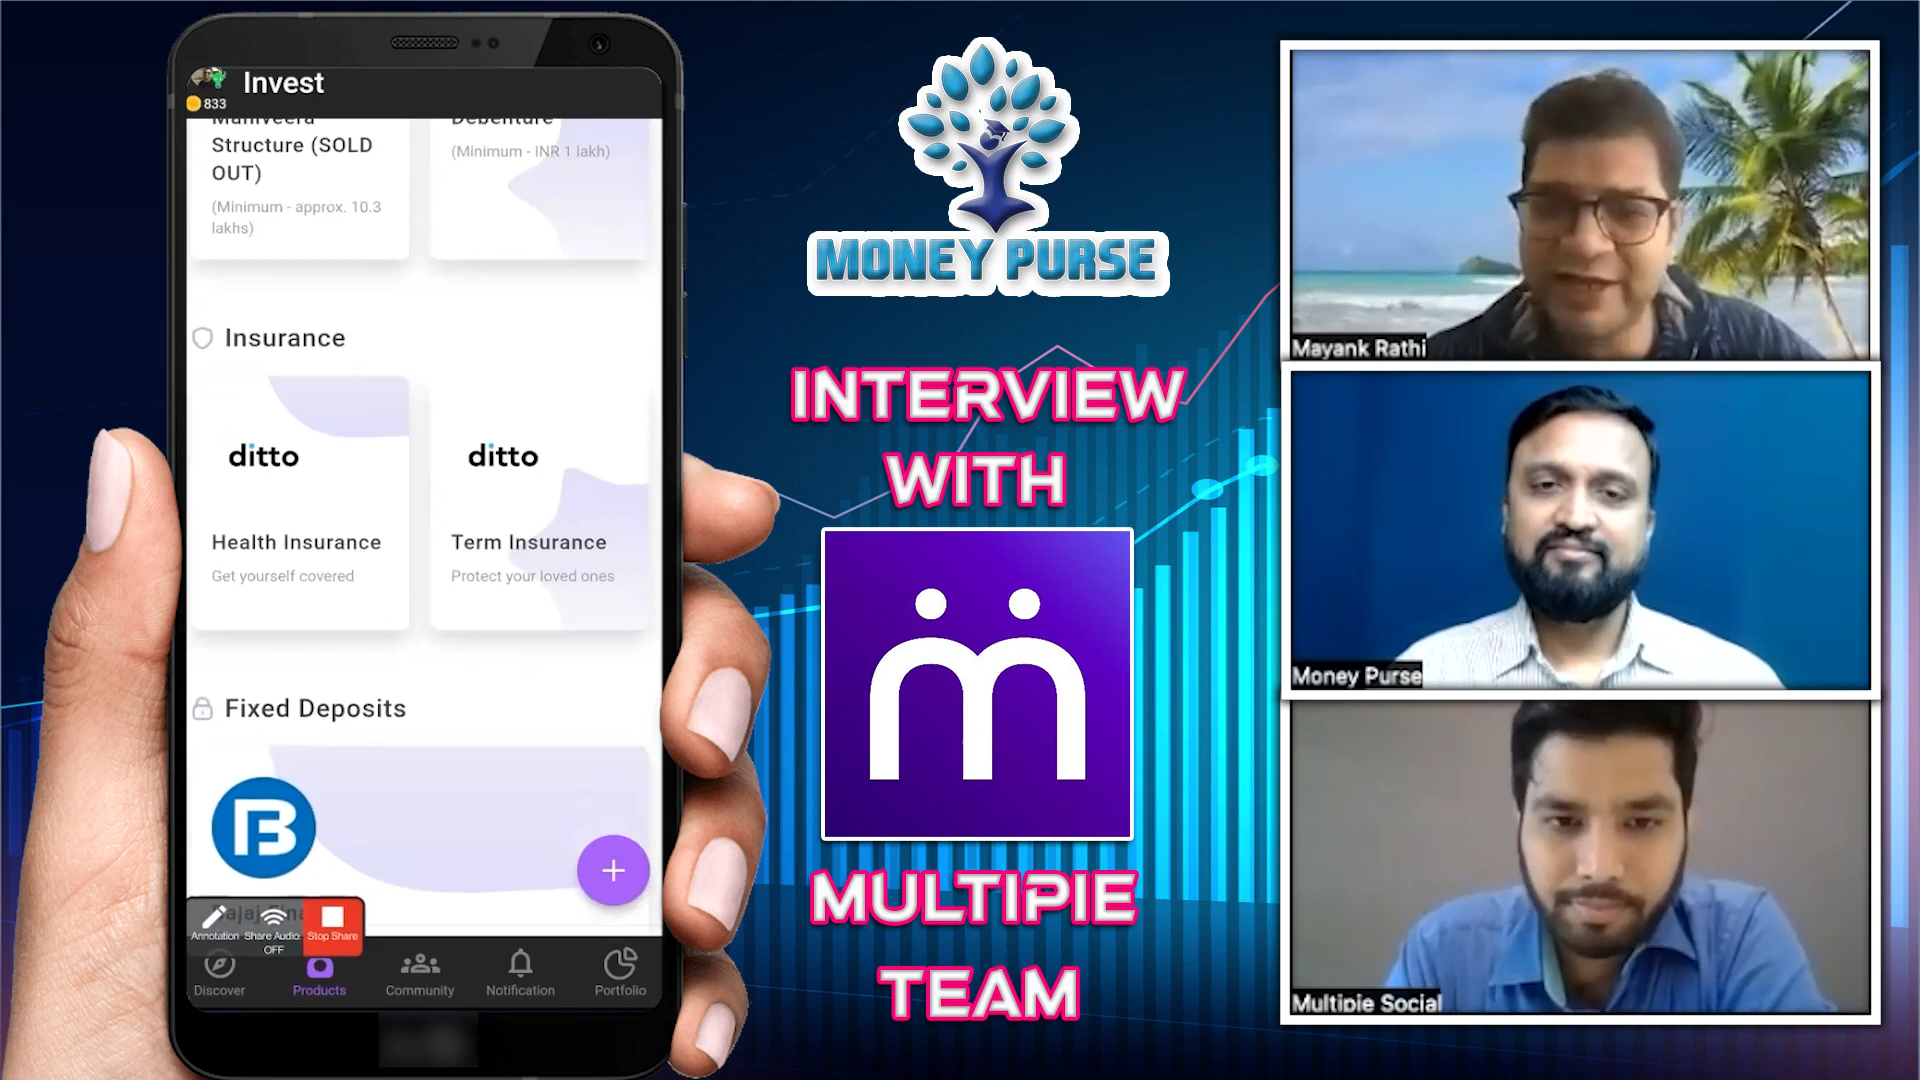 Invest
833
Structure (SOLD
OUT)
(Minimum - approx. 10.3
lakhs)
Debenture
(Minimum - INR 1 lakh)
Insurance
ditto
Health Insurance
Get yourself covered
ditto
Term Insurance
Protect your loved ones
Fixed Deposits
B
+
Annotation
Share Audio:
OFF
Stop Share
Discover
Products
Community
Notification
Portfolio
MONEY PURSE
INTERVIEW
WITH
m
MULTIPIE
TEAM
Mayank Rathi
Money Purse
Multipie Social